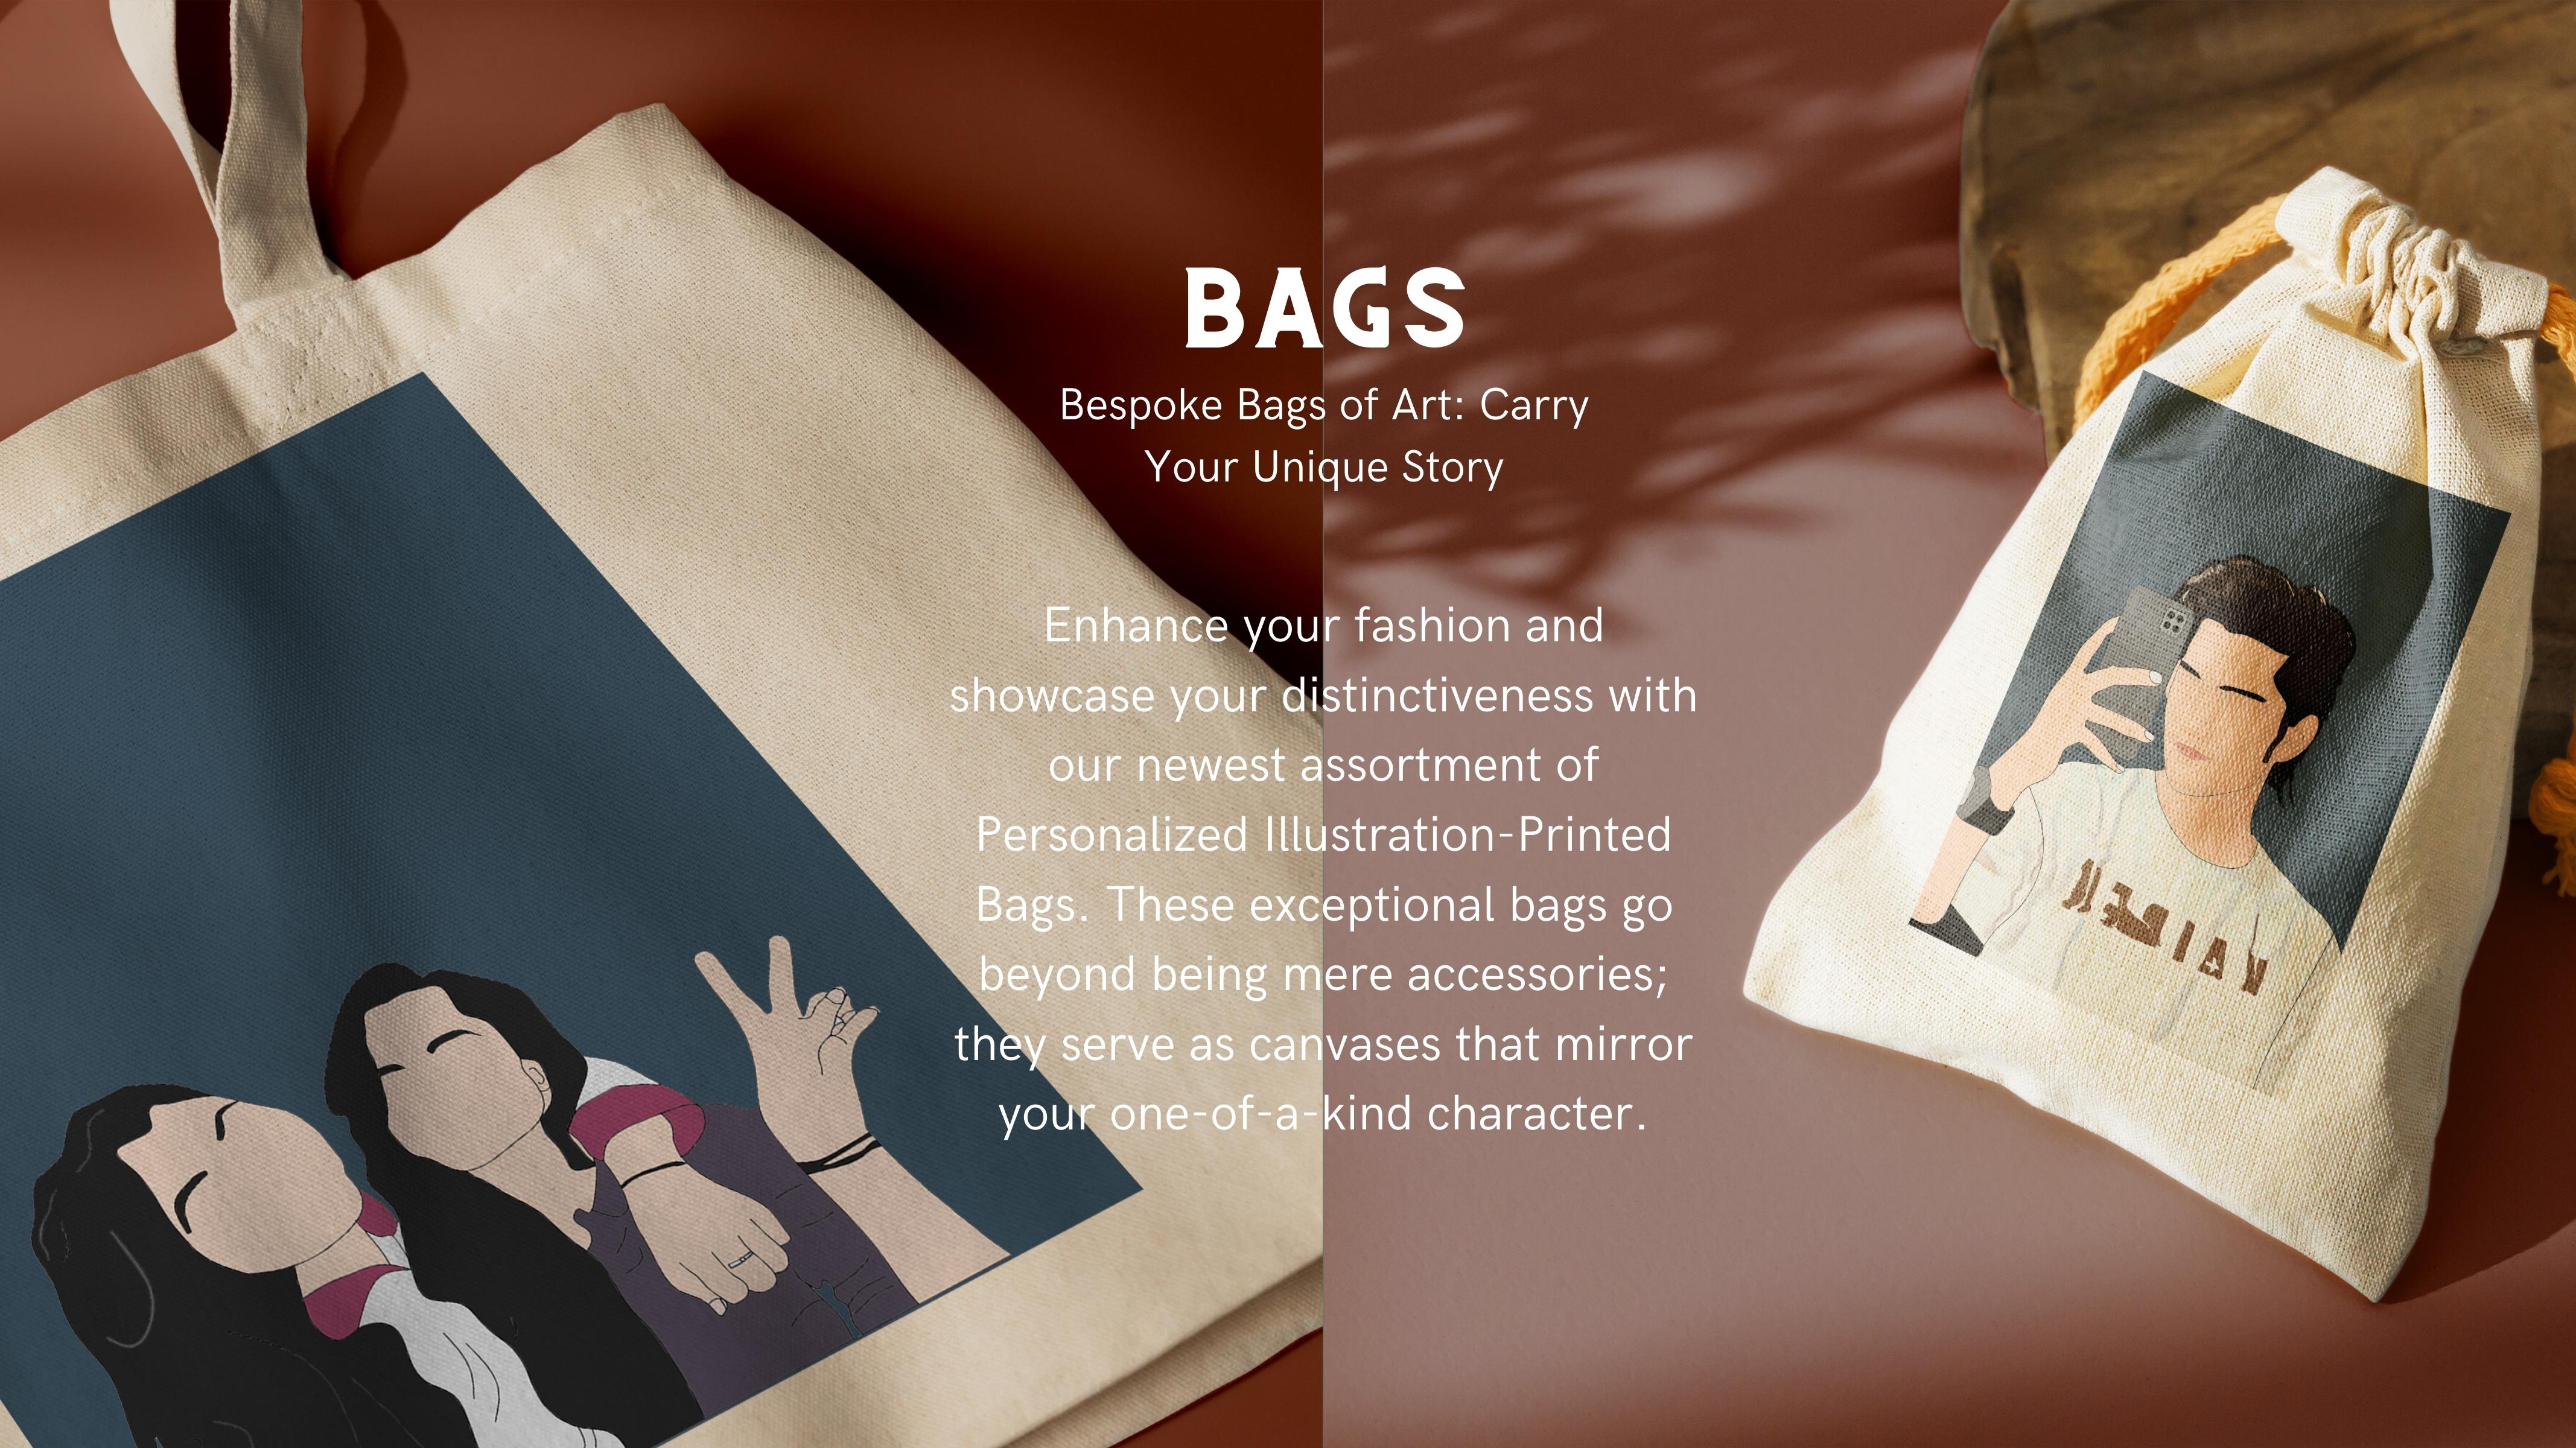 BAGS
Bespoke Bags of Art: Carry
Your Unique Story
Enhance your fashion and
showcase your distinctiveness with
our newest assortment of
Personalized Illustration-Printed
Bags. These exceptional bags go
beyond being mere accessories;
they serve as canvases that mirror
your one-of-a-kind character.